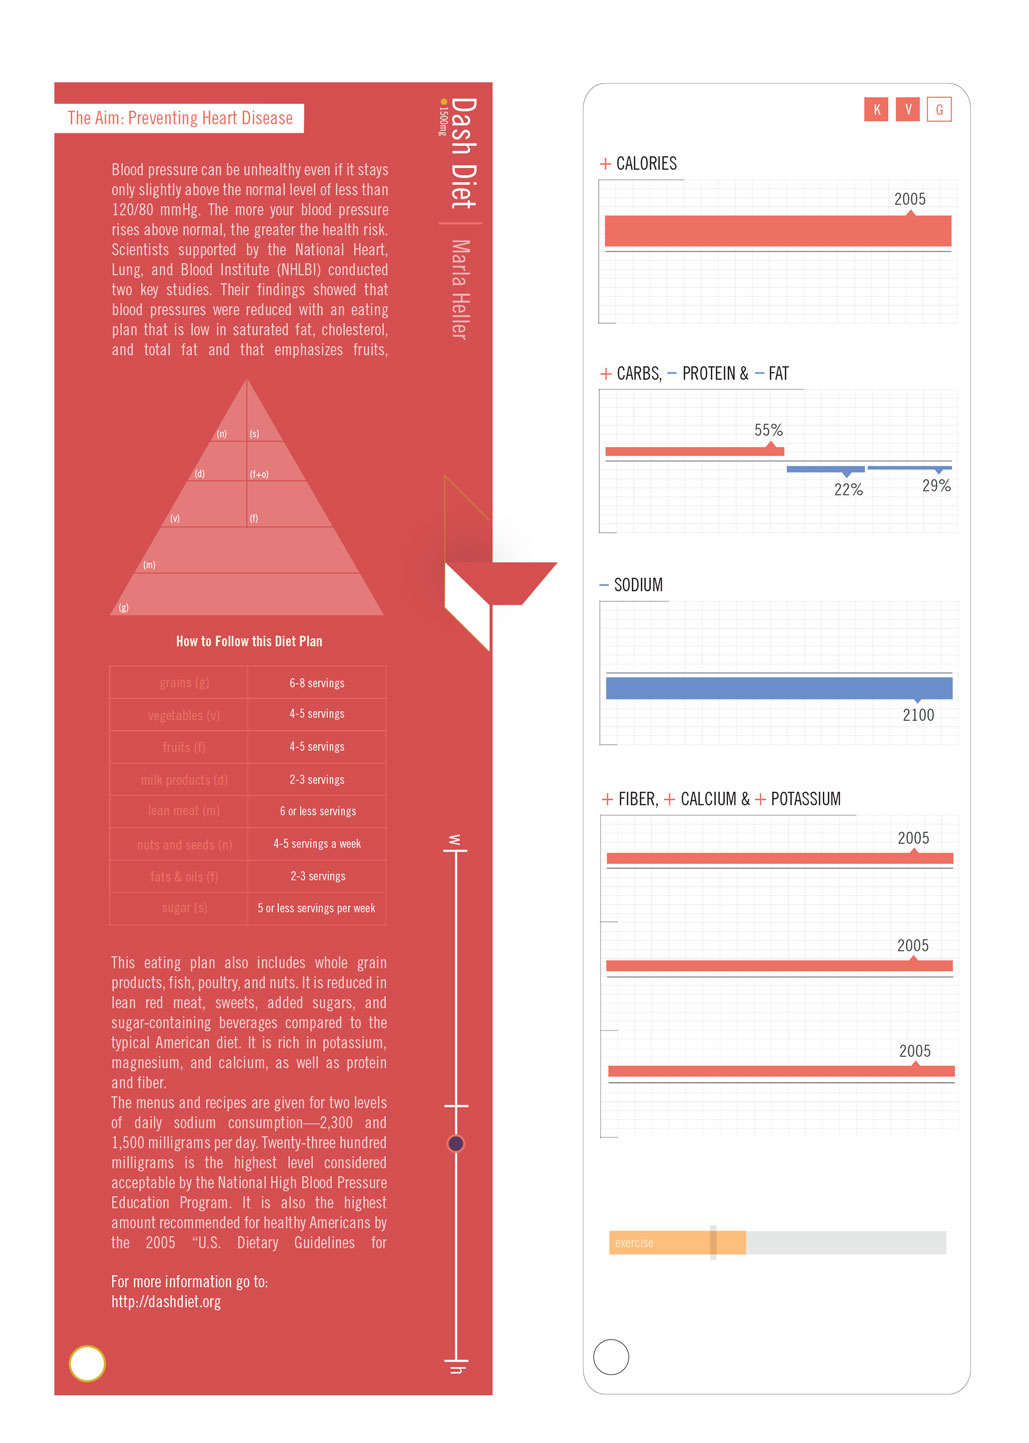 The Aim: Preventing Heart Disease
Dash Diet
1500mg
Marla Heller
Blood pressure can be unhealthy even if it stays
only slightly above the normal level of less than
120/80 mmHg. The more your blood pressure
rises above normal, the greater the health risk.
Scientists supported by the National Heart,
Lung, and Blood Institute (NHLBI) conducted
two key studies. Their findings showed that
blood pressures were reduced with an eating
plan that is low in saturated fat, cholesterol,
and total fat and that emphasizes fruits,
(n) (s)
(d) (f+o)
(v) (f)
(m)
(g)
How to Follow this Diet Plan
grains (g) 6-8 servings
vegetables (v) 4-5 servings
fruits (f) 4-5 servings
milk products (d) 2-3 servings
lean meat (m) 6 or less servings
nuts and seeds (n) 4-5 servings a week
fats & oils (f) 2-3 servings
sugar (s) 5 or less servings per week
This eating plan also includes whole grain
products, fish, poultry, and nuts. It is reduced in
lean red meat, sweets, added sugars, and
sugar-containing beverages compared to the
typical American diet. It is rich in potassium,
magnesium, and calcium, as well as protein
and fiber.
The menus and recipes are given for two levels
of daily sodium consumption—2,300 and
1,500 milligrams per day. Twenty-three hundred
milligrams is the highest level considered
acceptable by the National High Blood Pressure
Education Program. It is also the highest
amount recommended for healthy Americans by
the 2005 “U.S. Dietary Guidelines for
For more information go to:
http://dashdiet.org
w
h
K V G
+ CALORIES
2005
+ CARBS, – PROTEIN & – FAT
55%
22%
29%
– SODIUM
2100
+ FIBER, + CALCIUM & + POTASSIUM
2005
2005
2005
exercise